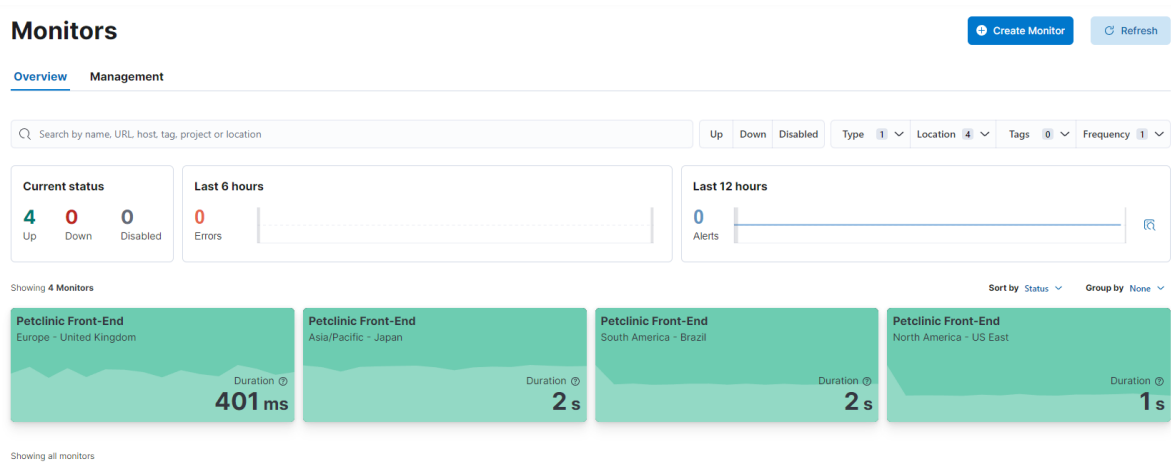 Monitors
Create Monitor
Refresh
Overview Management
Search by name, URL, host, tag, project or location
Up Down Disabled Type 1 Location 4 Tags 0 Frequency 1
Current status
4 0 0
Up Down Disabled
Last 6 hours
0
Errors
Last 12 hours
0
Alerts
Showing 4 Monitors
Sort by Status Group by None
Petclinic Front-End
Europe - United Kingdom
Duration
401 ms
Petclinic Front-End
Asia/Pacific - Japan
Duration
2 s
Petclinic Front-End
South America - Brazil
Duration
2 s
Petclinic Front-End
North America - US East
Duration
1 s
Showing all monitors